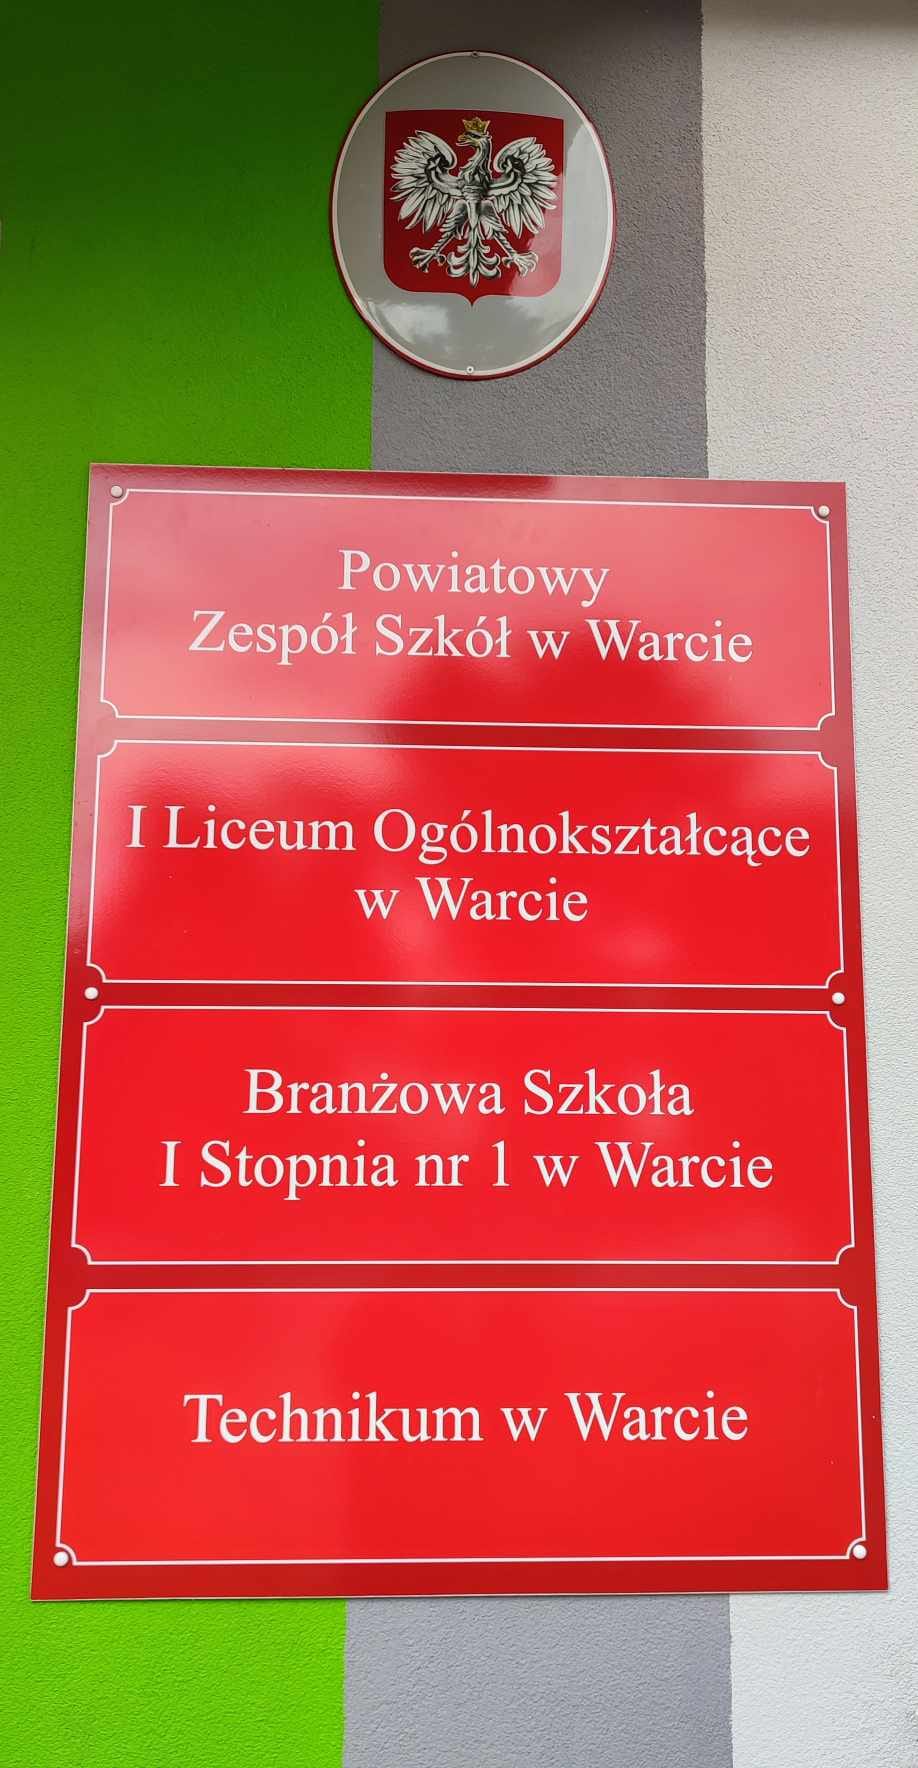 Powiatowy
Zespół Szkół w Warcie
I Liceum Ogólnokształcące
w Warcie
Branżowa Szkoła
I Stopnia nr 1 w Warcie
Technikum w Warcie